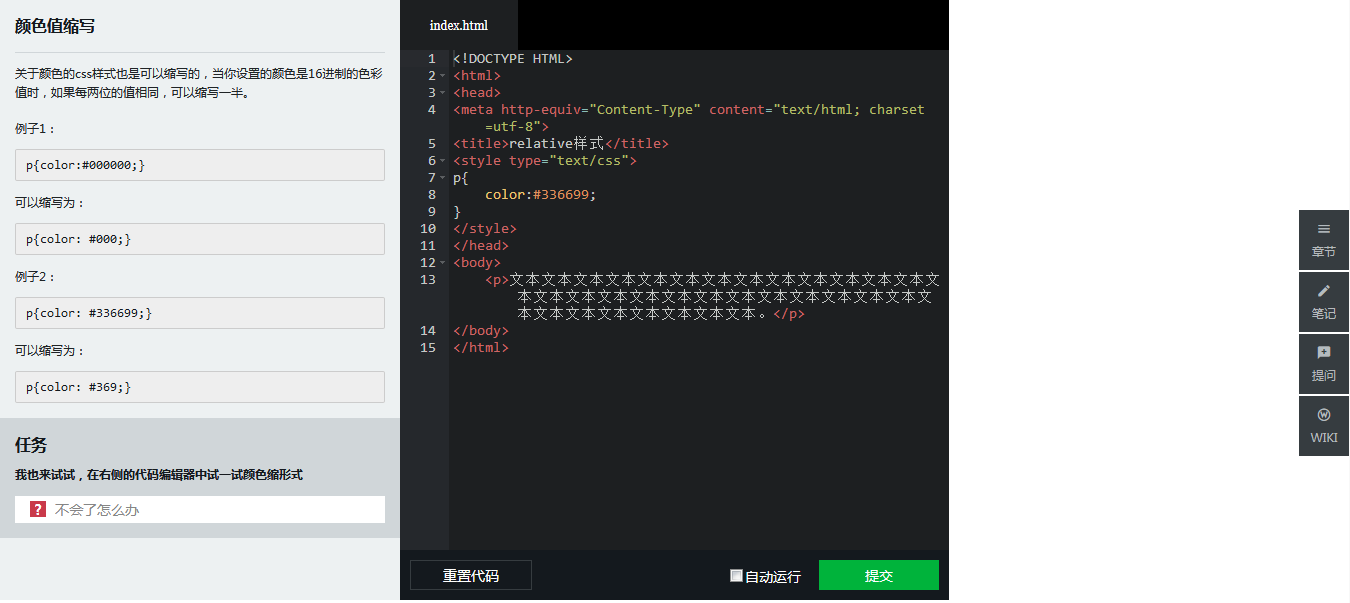 颜色值缩写
关于颜色的css样式也是可以缩写的，当你设置的颜色是16进制的色彩
值时，如果每两位的值相同，可以缩写一半。
例子1：
p{color:#000000;}
可以缩写为：
p{color: #000;}
例子2：
p{color: #336699;}
可以缩写为：
p{color: #369;}
任务
我也来试试，在右侧的代码编辑器中试一试颜色缩形式
? 不会了怎么办
index.html
1 <!DOCTYPE HTML>
2 <html>
3 <head>
4 <meta http-equiv="Content-Type" content="text/html; charset
=utf-8">
5 <title>relative样式</title>
6 <style type="text/css">
7 p{
8 color:#336699;
9 }
10 </style>
11 </head>
12 <body>
13 <p>文本文本文本文本文本文本文本文本文本文本文本文本文本文
本文本文本文本文本文本文本文本文本文本文本文本文本文
本文本文本文本文本文本文本文本。</p>
14 </body>
15 </html>
重置代码
自动运行
提交
章节
笔记
提问
WIKI